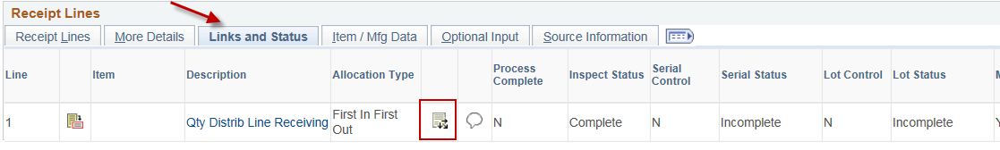 Receipt Lines
Receipt Lines More Details Links and Status Item / Mfg Data Optional Input Source Information
Line Item Description Allocation Type Process Complete Inspect Status Serial Control Serial Status Lot Control Lot Status
1 Qty Distrib Line Receiving First In First Out N Complete N Incomplete N Incomplete